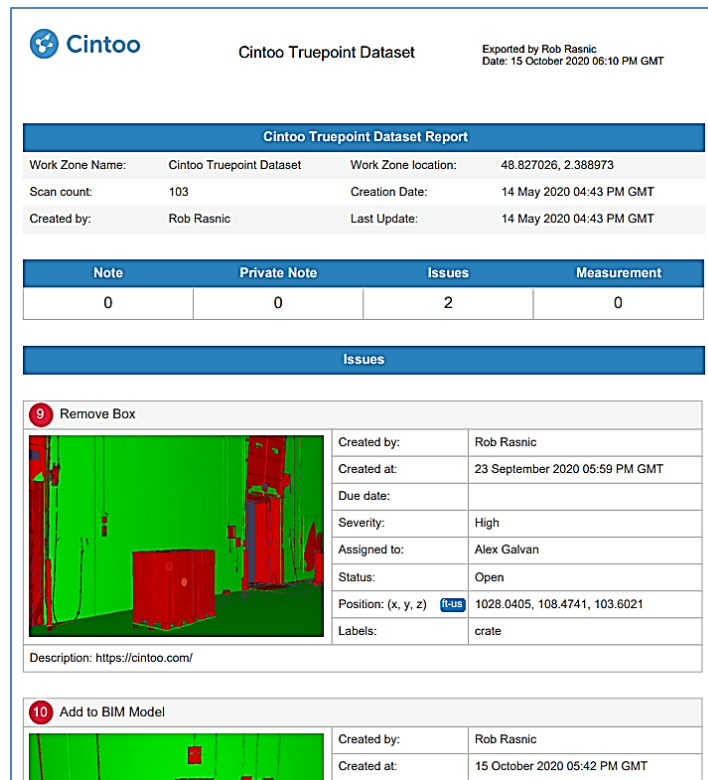 Cintoo
Cintoo Truepoint Dataset
Exported by Rob Rasnic
Date: 15 October 2020 06:10 PM GMT
Cintoo Truepoint Dataset Report
Work Zone Name: Cintoo Truepoint Dataset Work Zone location: 48.827026, 2.388973
Scan count: 103 Creation Date: 14 May 2020 04:43 PM GMT
Created by: Rob Rasnic Last Update: 14 May 2020 04:43 PM GMT
Note Private Note Issues Measurement
0 0 2 0
Issues
9 Remove Box
Created by: Rob Rasnic
Created at: 23 September 2020 05:59 PM GMT
Due date:
Severity: High
Assigned to: Alex Galvan
Status: Open
Position: (x, y, z) ft-us 1028.0405, 108.4741, 103.6021
Labels: crate
Description: https://cintoo.com/
10 Add to BIM Model
Created by: Rob Rasnic
Created at: 15 October 2020 05:42 PM GMT